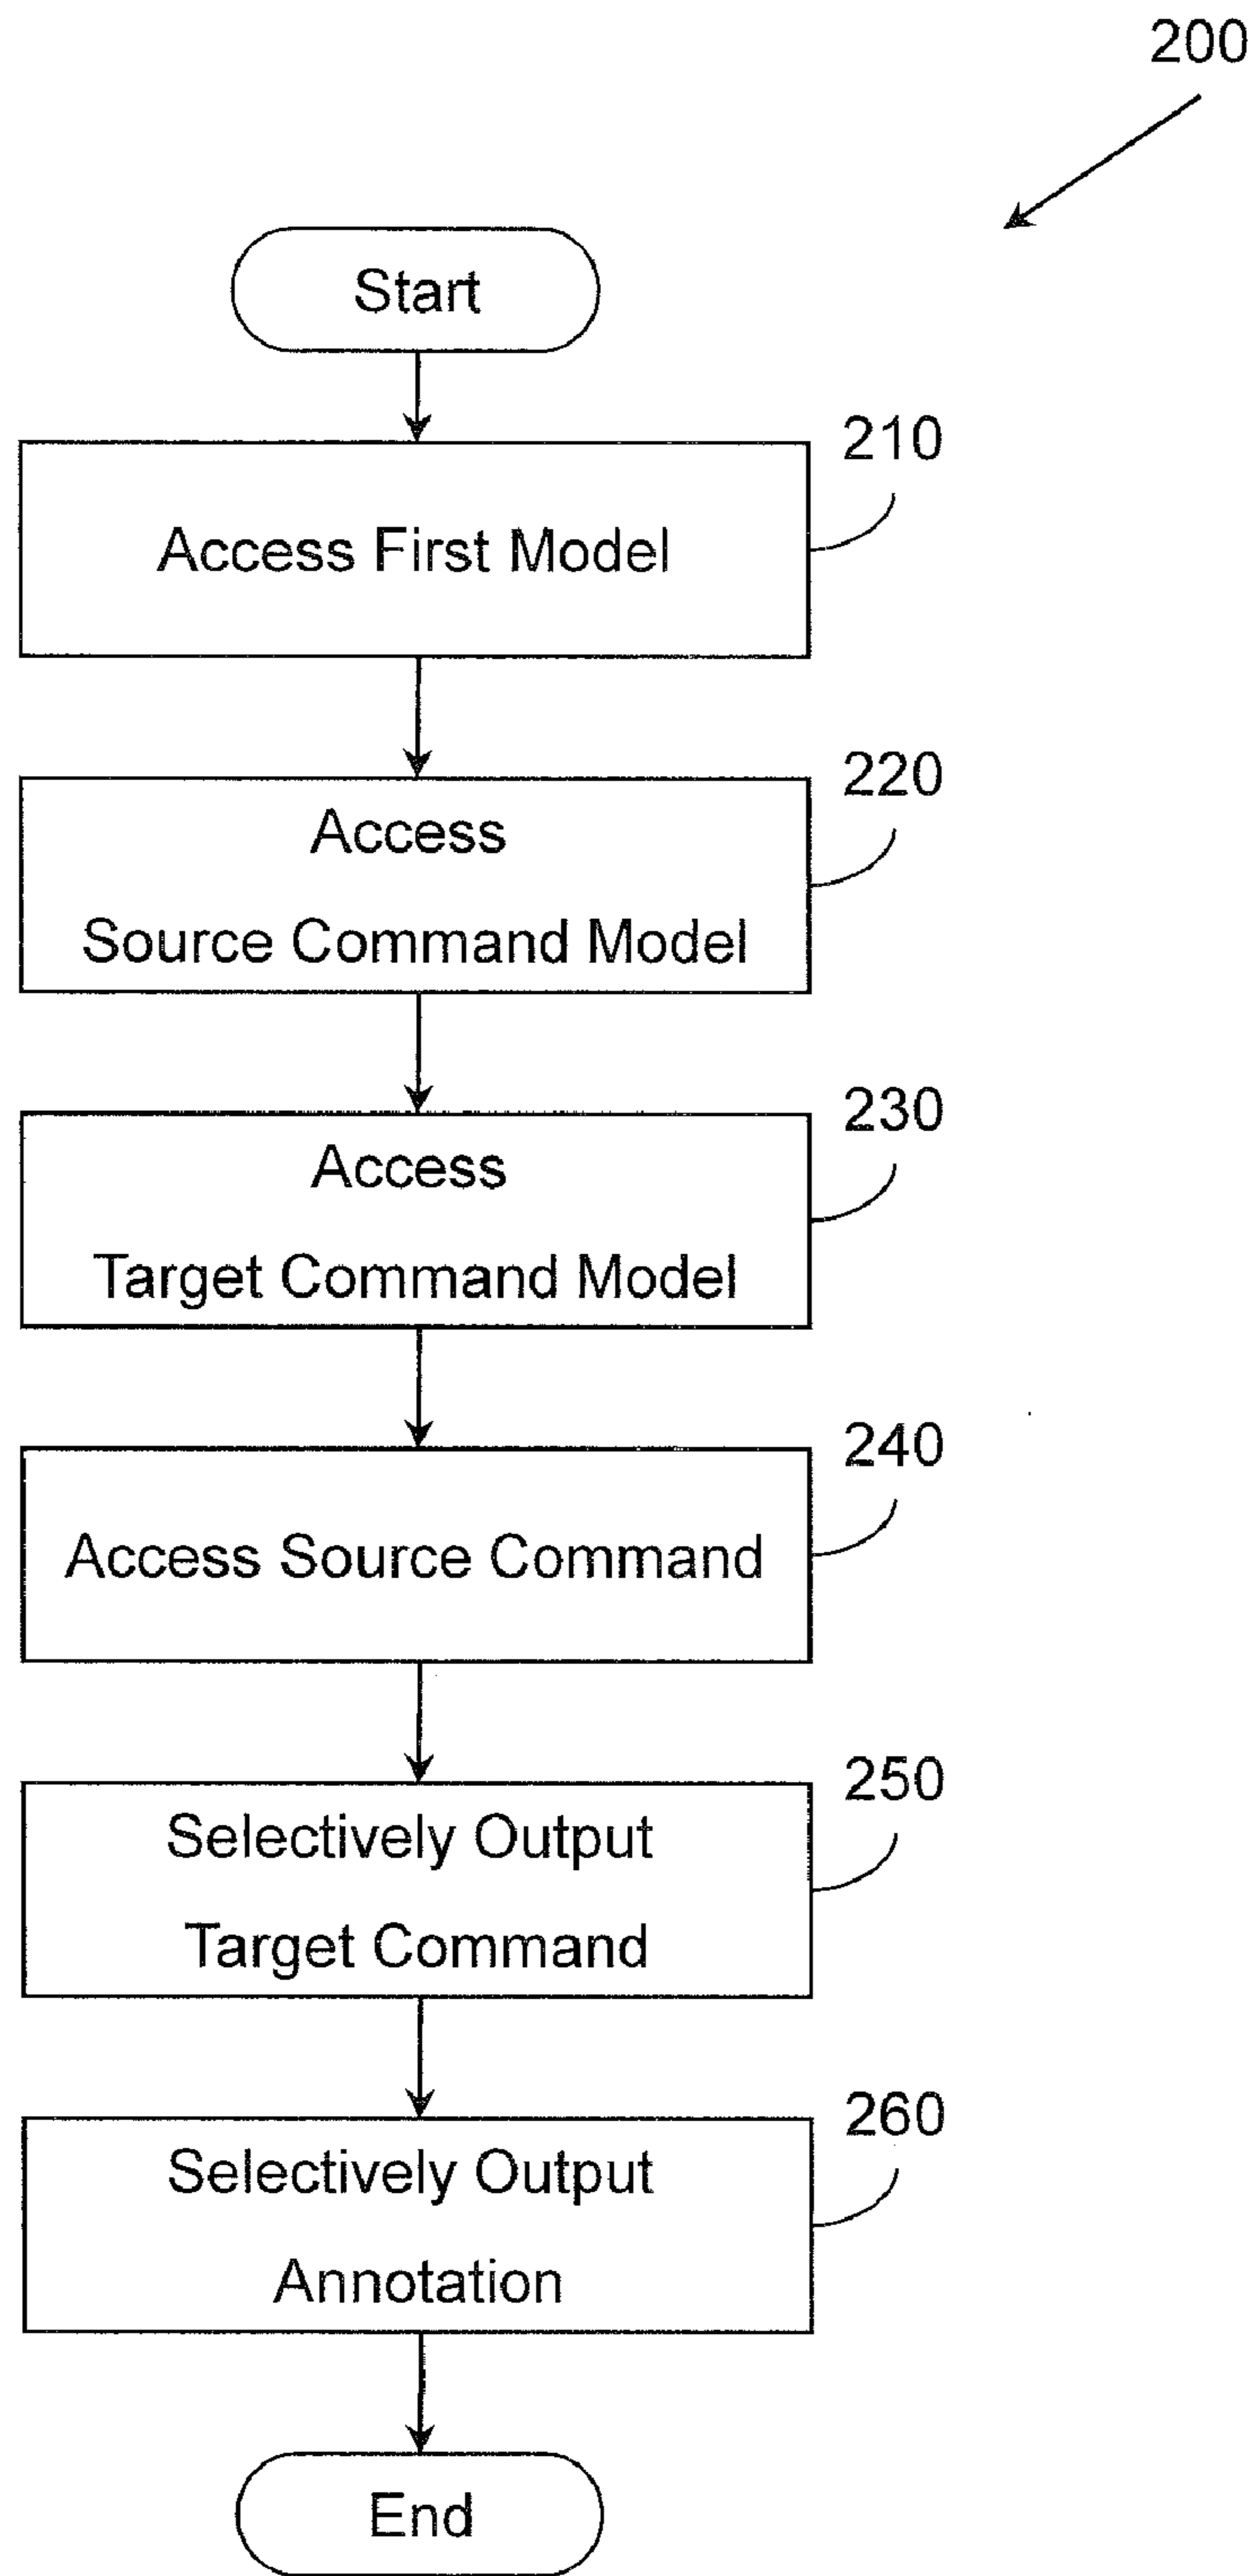 200
Start
210
Access First Model
220
Access
Source Command Model
230
Access
Target Command Model
240
Access Source Command
250
Selectively Output
Target Command
260
Selectively Output
Annotation
End